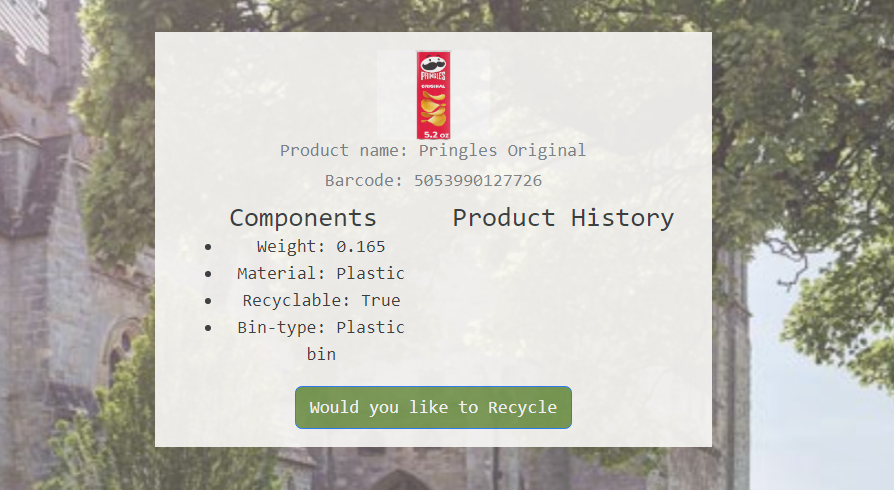 PRINGLES
ORIGINAL
5.2 oz
Product name: Pringles Original
Barcode: 5053990127726
Components
Product History
Weight: 0.165
Material: Plastic
Recyclable: True
Bin-type: Plastic
bin
Would you like to Recycle